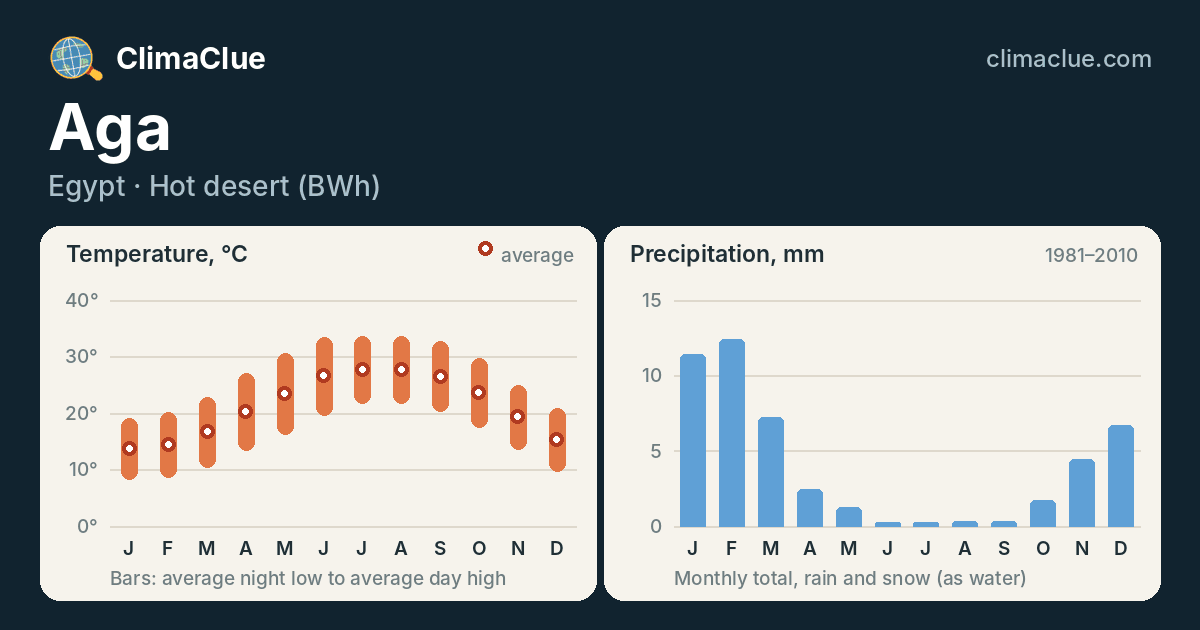 ClimaClue
climaclue.com
Aga
Egypt · Hot desert (BWh)
Temperature, °C
average
40°
30°
20°
10°
0°
J F M A M J J A S O N D
Bars: average night low to average day high
Precipitation, mm
1981–2010
15
10
5
0
J F M A M J J A S O N D
Monthly total, rain and snow (as water)